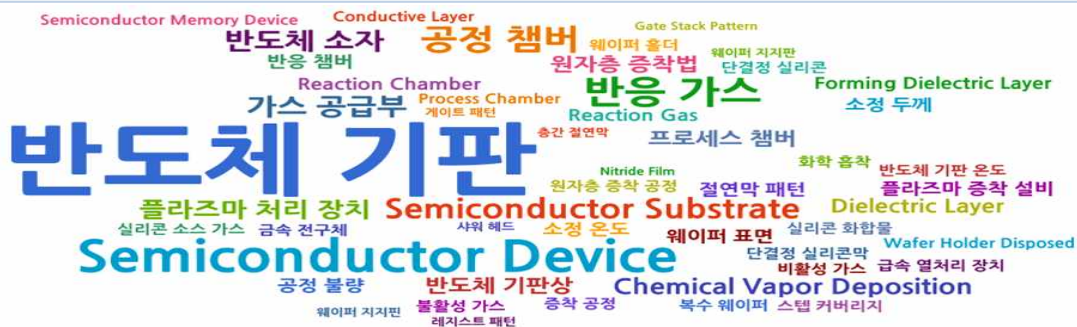 Semiconductor Memory Device
Conductive Layer
Gate Stack Pattern
반도체 소자
공정 챔버
웨이퍼 홀더
웨이퍼 지지판
반응 챔버
원자층 증착법
단결정 실리콘
Reaction Chamber
반응 가스
Forming Dielectric Layer
가스 공급부
Process Chamber
소정 두께
게이트 패턴
Reaction Gas
반도체 기판
층간 절연막
프로세스 챔버
화학 흡착
Nitride Film
반도체 기판 온도
원자층 증착 공정
절연막 패턴
플라즈마 증착 설비
플라즈마 처리 장치
Semiconductor Substrate
Dielectric Layer
실리콘 소스 가스
금속 전구체
샤워 헤드
소정 온도
웨이퍼 표면
실리콘 화합물
Wafer Holder Disposed
Semiconductor Device
단결정 실리콘막
비활성 가스
급속 열처리 장치
공정 불량
반도체 기판상
Chemical Vapor Deposition
웨이퍼 지지핀
불활성 가스
증착 공정
복수 웨이퍼
스텝 커버리지
레지스트 패턴